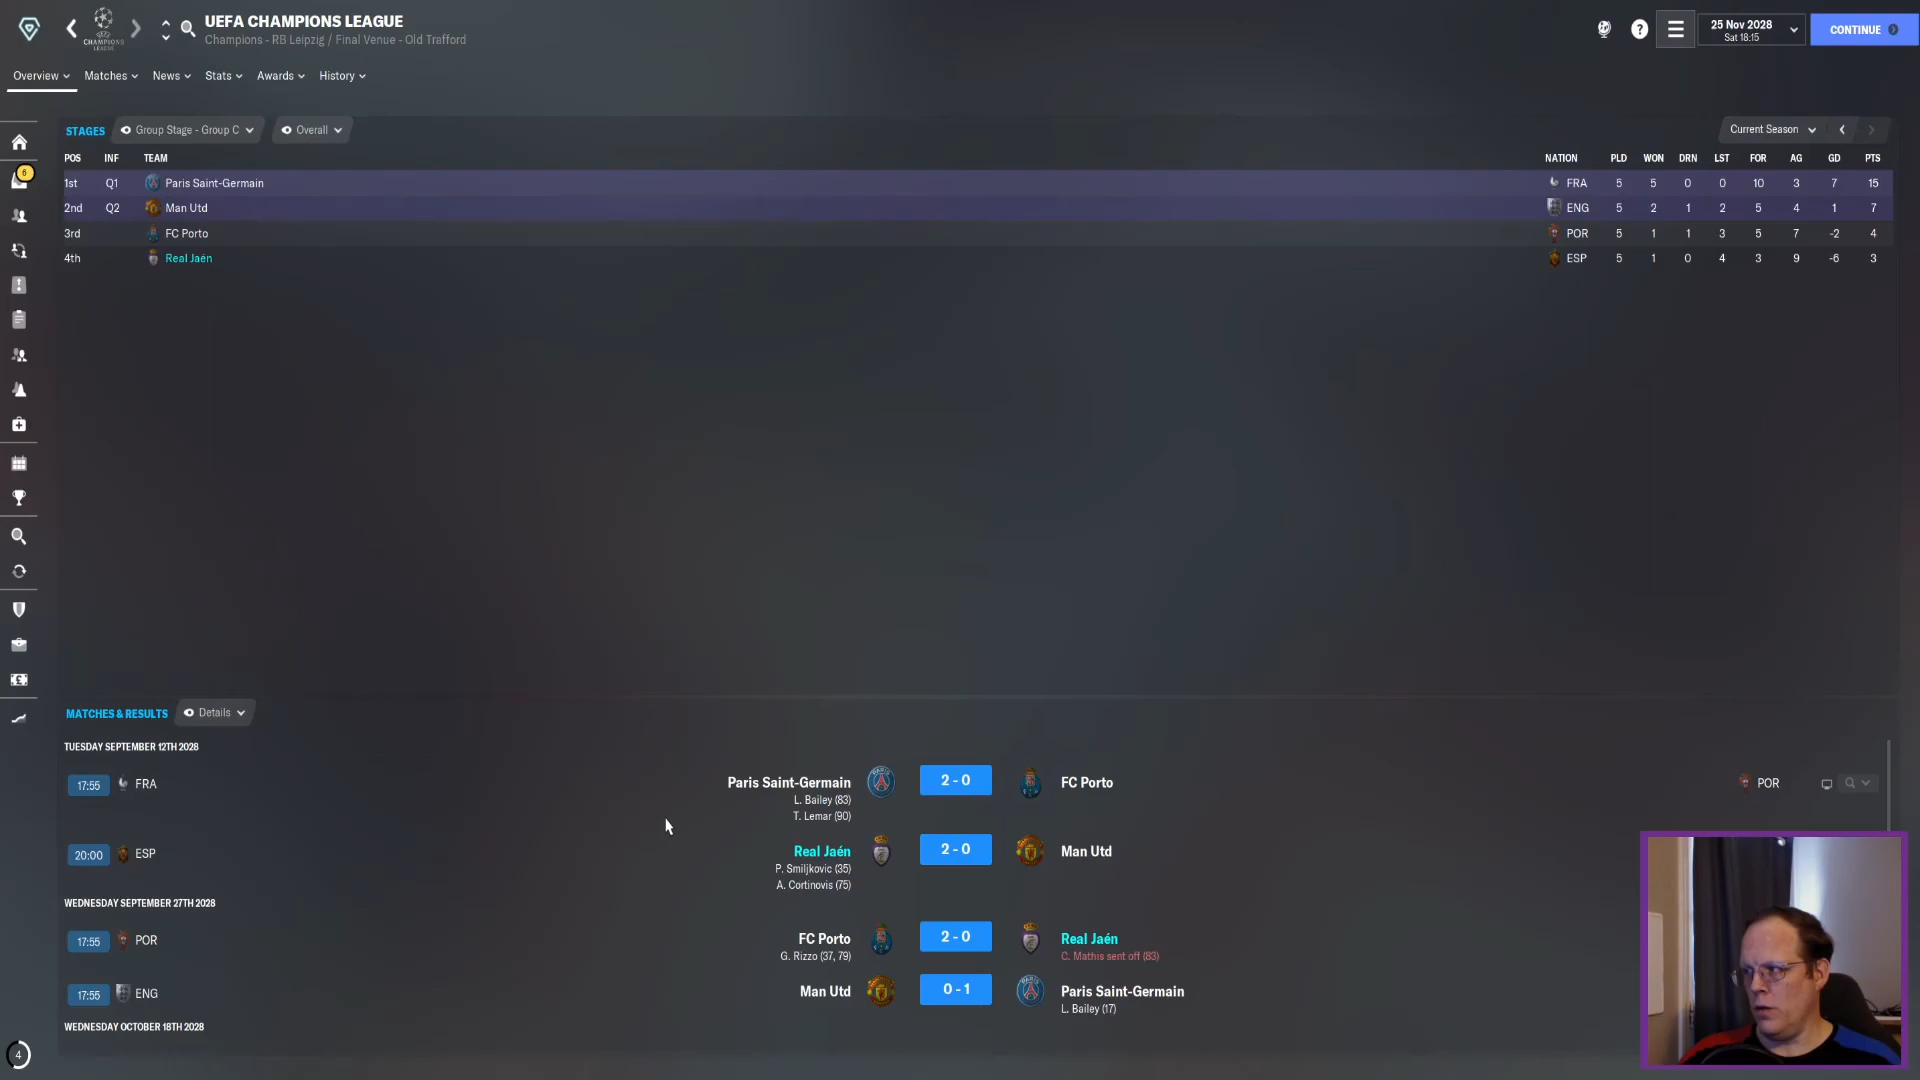 UEFA CHAMPIONS LEAGUE
Champions - RB Leipzig / Final Venue - Old Trafford
CHAMPIONS LEAGUE
25 Nov 2028
Sat 18:15
CONTINUE
Overview Matches News Stats Awards History
STAGES Group Stage - Group C Overall Current Season
POS INF TEAM NATION PLD WON DRN LST FOR AG GD PTS
1st Q1 Paris Saint-Germain FRA 5 5 0 0 10 3 7 15
2nd Q2 Man Utd ENG 5 2 1 2 5 4 1 7
3rd FC Porto POR 5 1 1 3 5 7 -2 4
4th Real Jaén ESP 5 1 0 4 3 9 -6 3
6
MATCHES & RESULTS Details
TUESDAY SEPTEMBER 12TH 2028
17:55 FRA Paris Saint-Germain 2 - 0 FC Porto POR
L. Bailey (83)
T. Lemar (90)
20:00 ESP Real Jaén 2 - 0 Man Utd
P. Smiljkovic (35)
A. Cortinovis (75)
WEDNESDAY SEPTEMBER 27TH 2028
17:55 POR FC Porto 2 - 0 Real Jaén
G. Rizzo (37, 79) C. Mathis sent off (83)
17:55 ENG Man Utd 0 - 1 Paris Saint-Germain
L. Bailey (17)
WEDNESDAY OCTOBER 18TH 2028
4